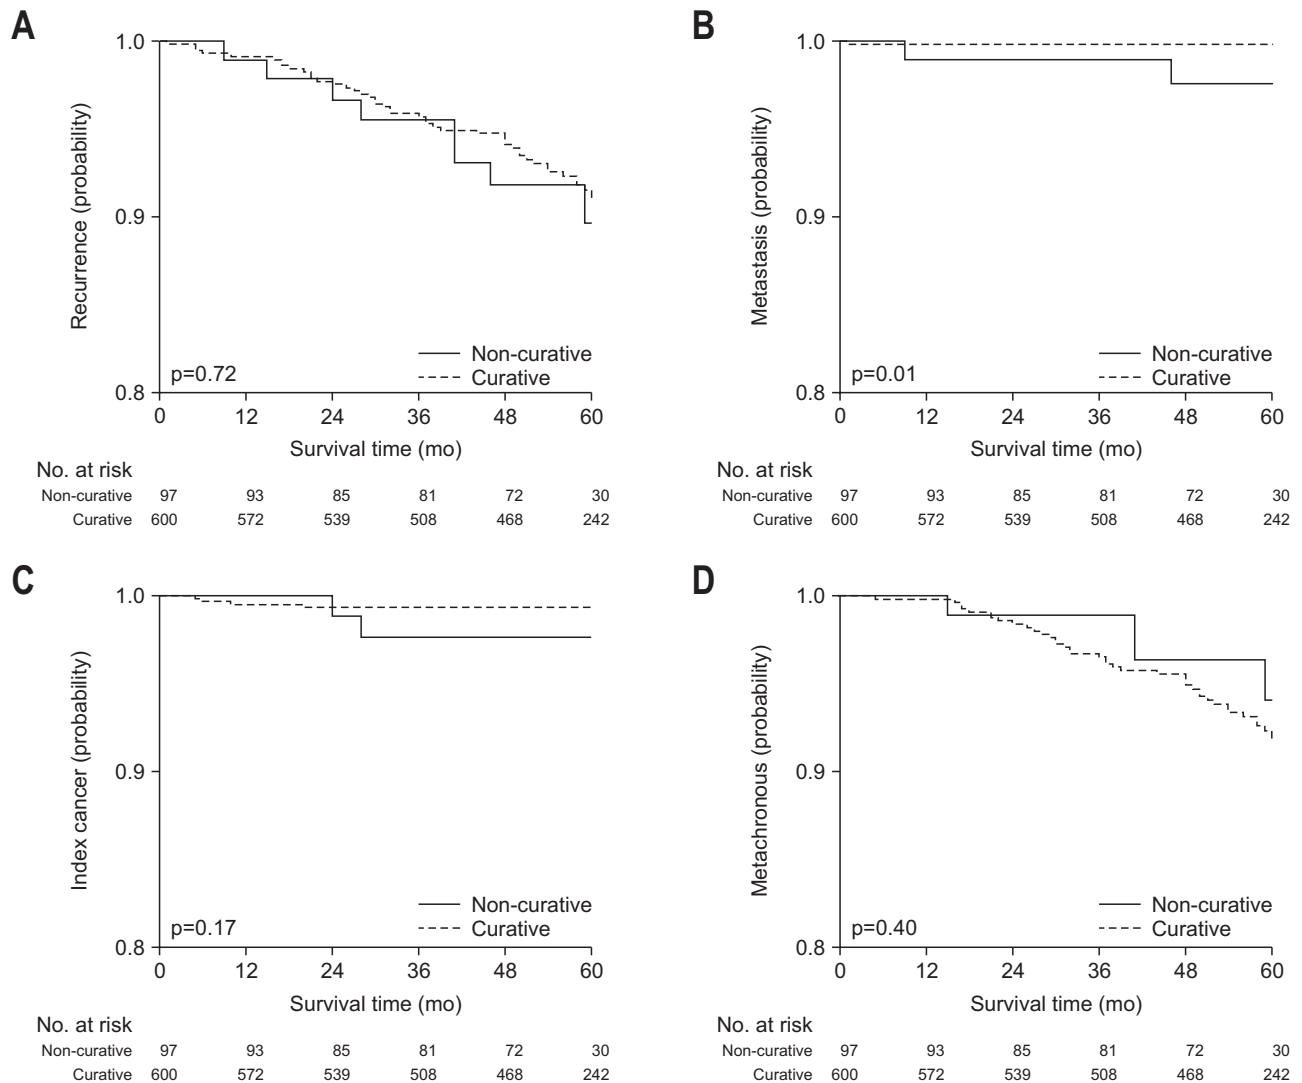 A
1.0
0.9
0.8
Recurrence (probability)
Non-curative
Curative
p=0.72
0 12 24 36 48 60
Survival time (mo)
No. at risk
Non-curative 97 93 85 81 72 30
Curative 600 572 539 508 468 242
B
1.0
0.9
0.8
Metastasis (probability)
Non-curative
Curative
p=0.01
0 12 24 36 48 60
Survival time (mo)
No. at risk
Non-curative 97 93 85 81 72 30
Curative 600 572 539 508 468 242
C
1.0
0.9
0.8
Index cancer (probability)
Non-curative
Curative
p=0.17
0 12 24 36 48 60
Survival time (mo)
No. at risk
Non-curative 97 93 85 81 72 30
Curative 600 572 539 508 468 242
D
1.0
0.9
0.8
Metachronous (probability)
Non-curative
Curative
p=0.40
0 12 24 36 48 60
Survival time (mo)
No. at risk
Non-curative 97 93 85 81 72 30
Curative 600 572 539 508 468 242